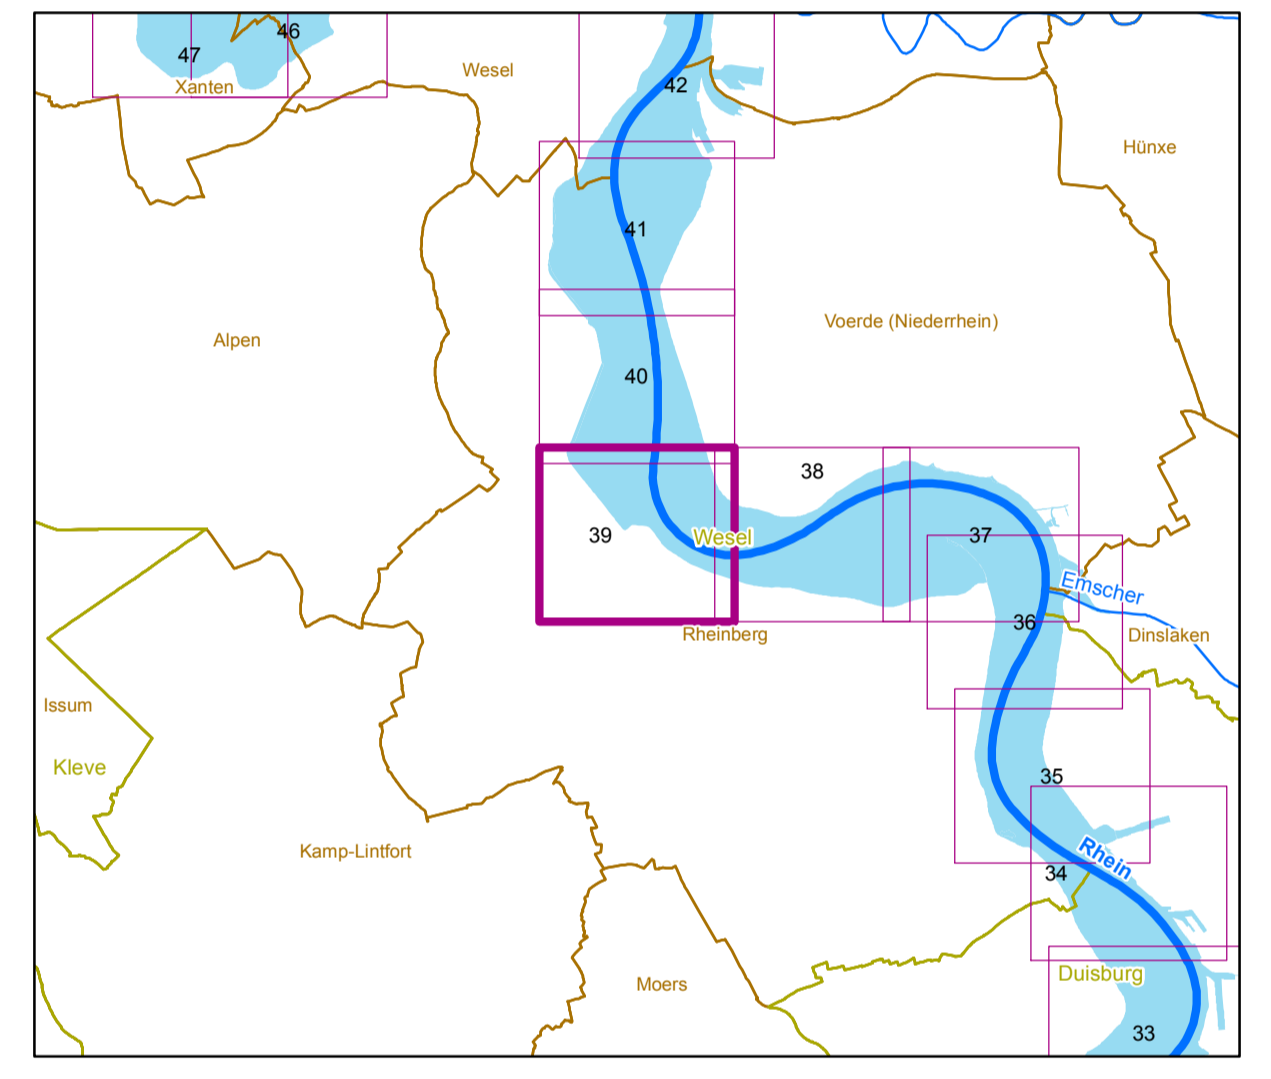 46
47
Xanten
Wesel
42
Hünxe
41
Voerde (Niederrhein)
Alpen
40
38
39
Wesel
37
Emscher
36
Rheinberg
Dinslaken
Issum
Kleve
35
Kamp-Lintfort
Rhein
34
Duisburg
Moers
33